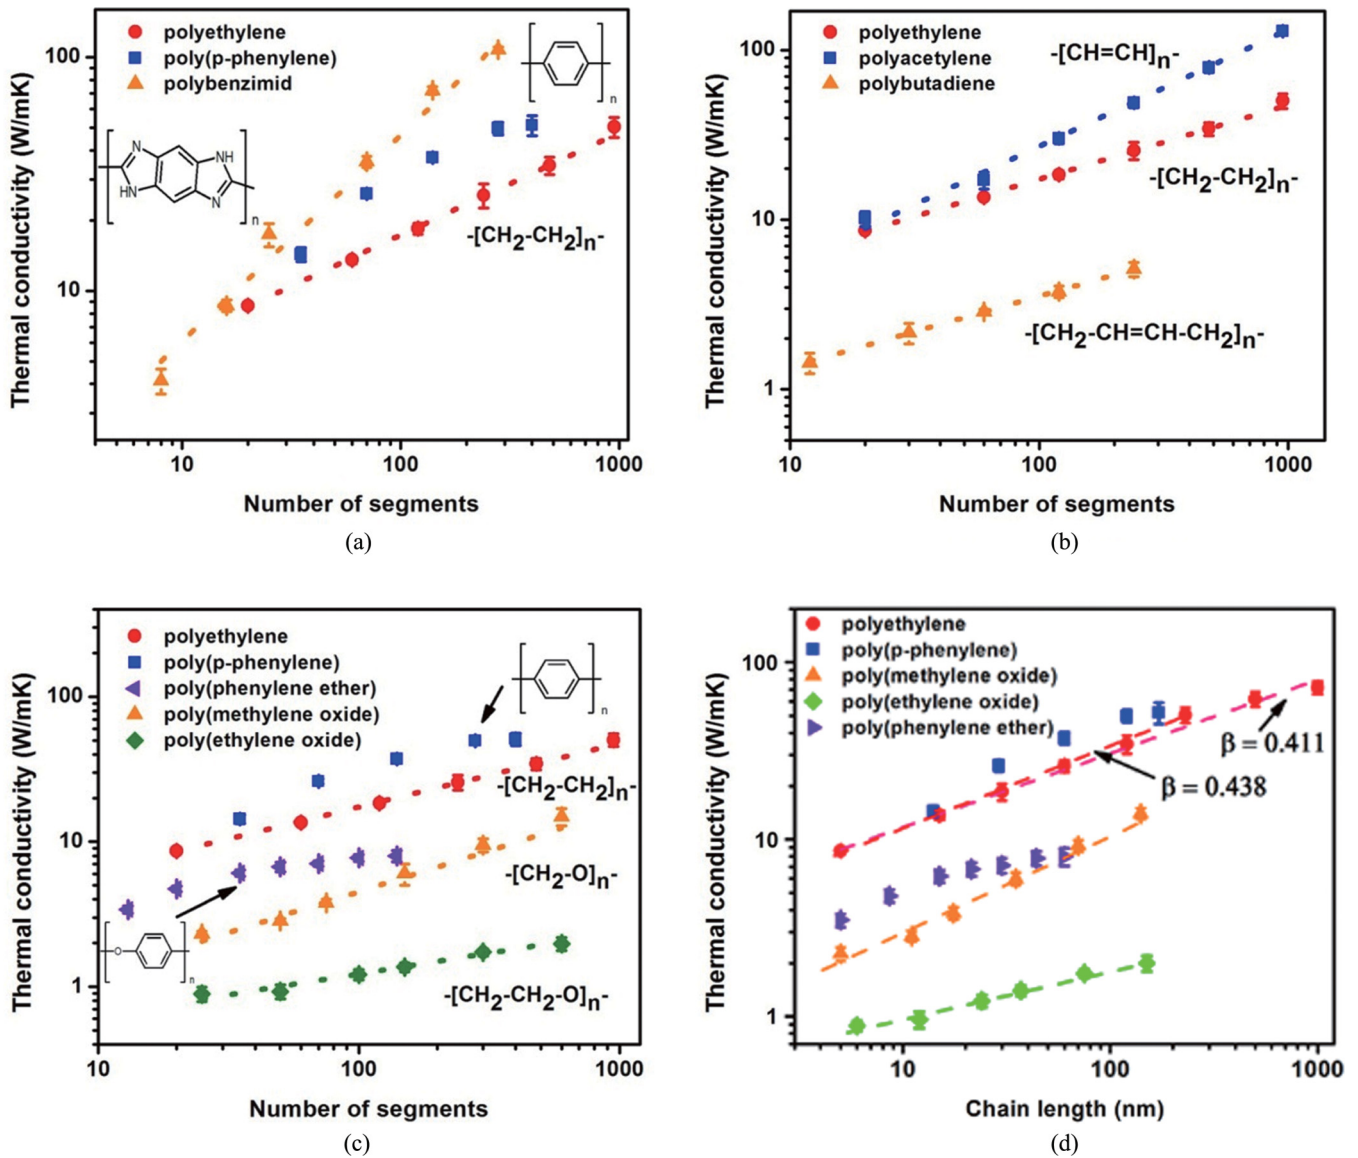 polyethylene
poly(p-phenylene)
polybenzimid
n
N
NH
HN
N
n
-[CH2-CH2]n-
100
10
Thermal conductivity (W/mK)
10
100
1000
Number of segments
(a)
polyethylene
polyacetylene
polybutadiene
-[CH=CH]n-
-[CH2-CH2]n-
-[CH2-CH=CH-CH2]n-
100
10
1
Thermal conductivity (W/mK)
10
100
1000
Number of segments
(b)
polyethylene
poly(p-phenylene)
poly(phenylene ether)
poly(methylene oxide)
poly(ethylene oxide)
n
-[CH2-CH2]n-
-[CH2-O]n-
O
n
-[CH2-CH2-O]n-
100
10
1
Thermal conductivity (W/mK)
10
100
1000
Number of segments
(c)
polyethylene
poly(p-phenylene)
poly(methylene oxide)
poly(ethylene oxide)
poly(phenylene ether)
β = 0.411
β = 0.438
100
10
1
Thermal conductivity (W/mK)
10
100
1000
Chain length (nm)
(d)